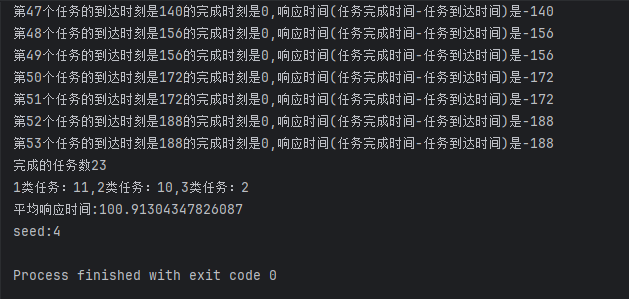 第47个任务的到达时刻是140的完成时刻是0,响应时间(任务完成时间-任务到达时间)是-140
第48个任务的到达时刻是156的完成时刻是0,响应时间(任务完成时间-任务到达时间)是-156
第49个任务的到达时刻是156的完成时刻是0,响应时间(任务完成时间-任务到达时间)是-156
第50个任务的到达时刻是172的完成时刻是0,响应时间(任务完成时间-任务到达时间)是-172
第51个任务的到达时刻是172的完成时刻是0,响应时间(任务完成时间-任务到达时间)是-172
第52个任务的到达时刻是188的完成时刻是0,响应时间(任务完成时间-任务到达时间)是-188
第53个任务的到达时刻是188的完成时刻是0,响应时间(任务完成时间-任务到达时间)是-188
完成的任务数23
1类任务：11,2类任务：10,3类任务：2
平均响应时间:100.91304347826087
seed:4
Process finished with exit code 0